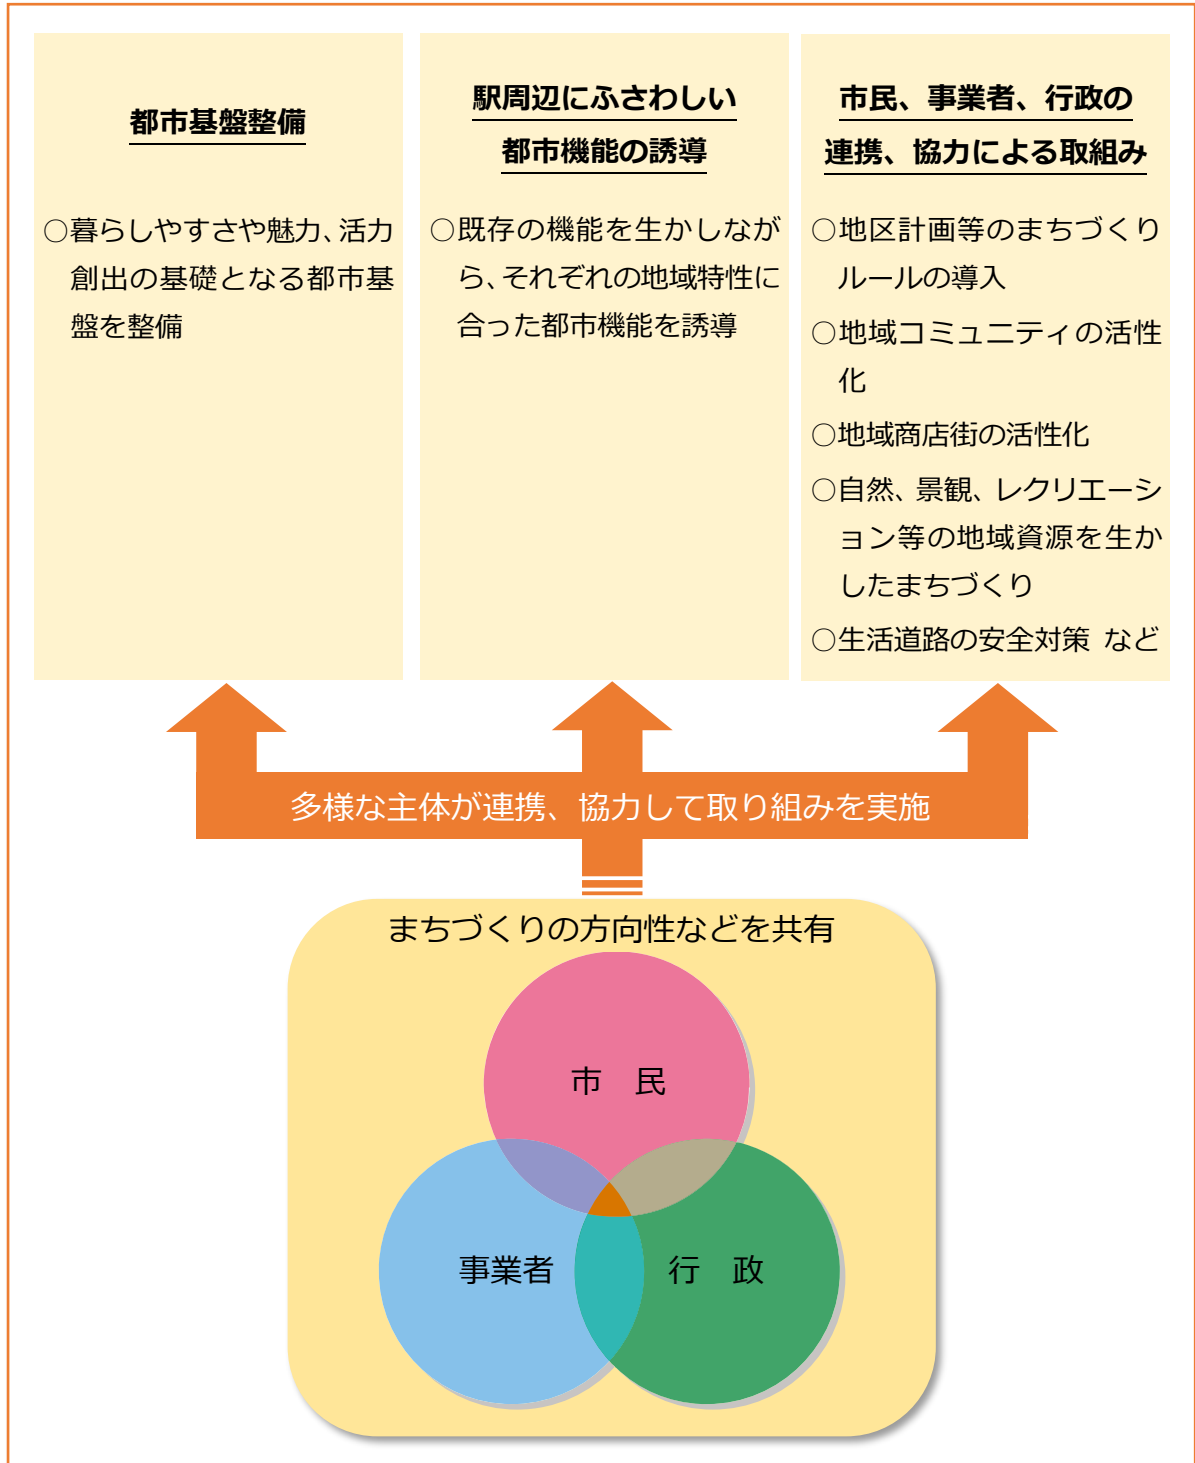 都市基盤整備
○暮らしやすさや魅力、活力
創出の基礎となる都市基
盤を整備
駅周辺にふさわしい
都市機能の誘導
○既存の機能を生かしなが
ら、それぞれの地域特性に
合った都市機能を誘導
市民、事業者、行政の
連携、協力による取組み
○地区計画等のまちづくり
ルールの導入
○地域コミュニティの活性
化
○地域商店街の活性化
○自然、景観、レクリエーシ
ョン等の地域資源を生か
したまちづくり
○生活道路の安全対策 など
多様な主体が連携、協力して取り組みを実施
まちづくりの方向性などを共有
市　民
事業者
行　政